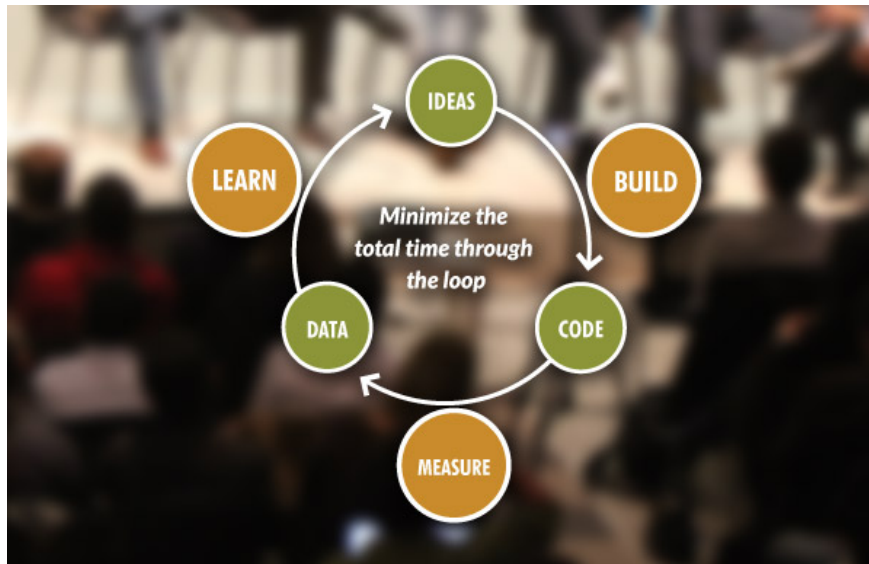 IDEAS
BUILD
LEARN
Minimize the
total time through
the loop
CODE
DATA
MEASURE